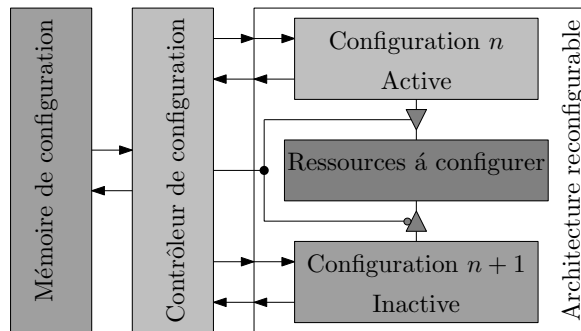 Mémoire de configuration
Contrôleur de configuration
Configuration n
Active
Ressources á configurer
Configuration n + 1
Inactive
Architecture reconfigurable